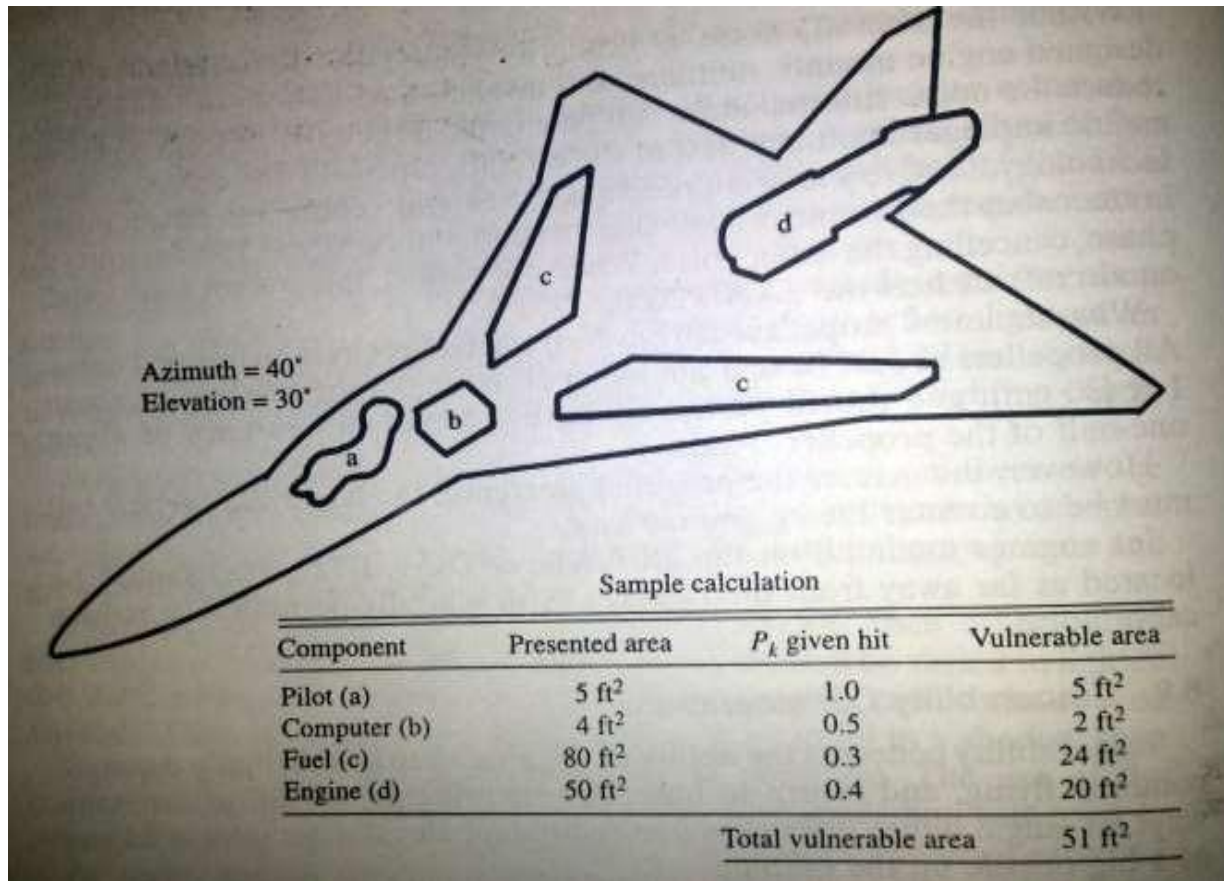 d
c
Azimuth = 40°
Elevation = 30°
c
b
a
Sample calculation
Component Presented area Pk given hit Vulnerable area
Pilot (a) 5 ft² 1.0 5 ft²
Computer (b) 4 ft² 0.5 2 ft²
Fuel (c) 80 ft² 0.3 24 ft²
Engine (d) 50 ft² 0.4 20 ft²
Total vulnerable area 51 ft²